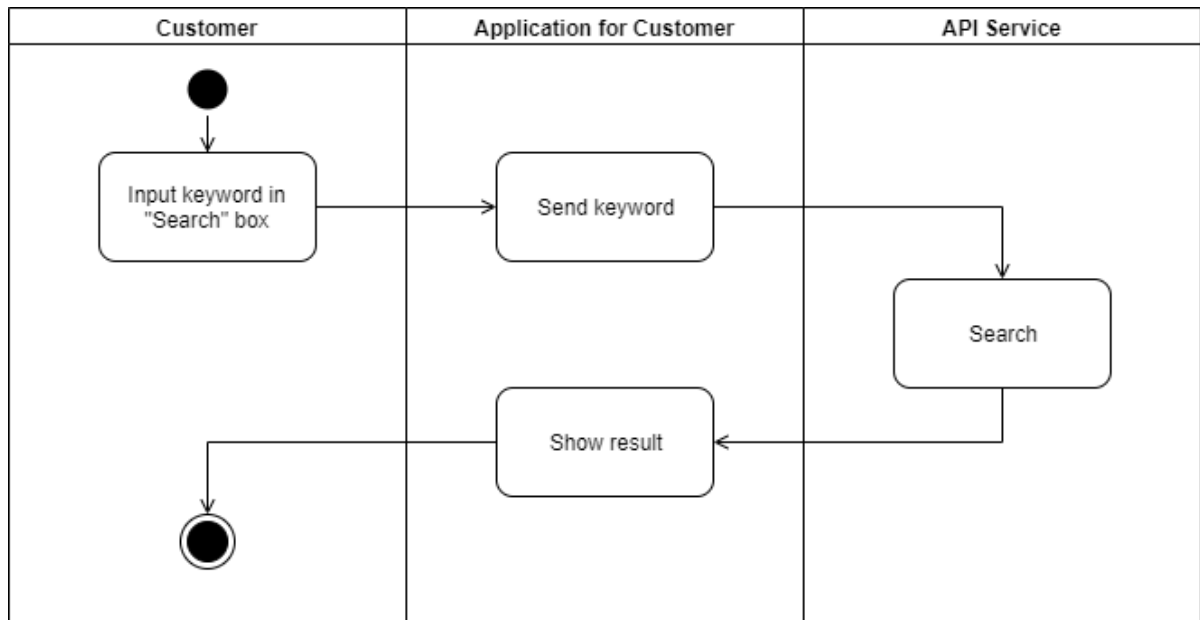 Customer
Application for Customer
API Service
Input keyword in
"Search" box
Send keyword
Search
Show result